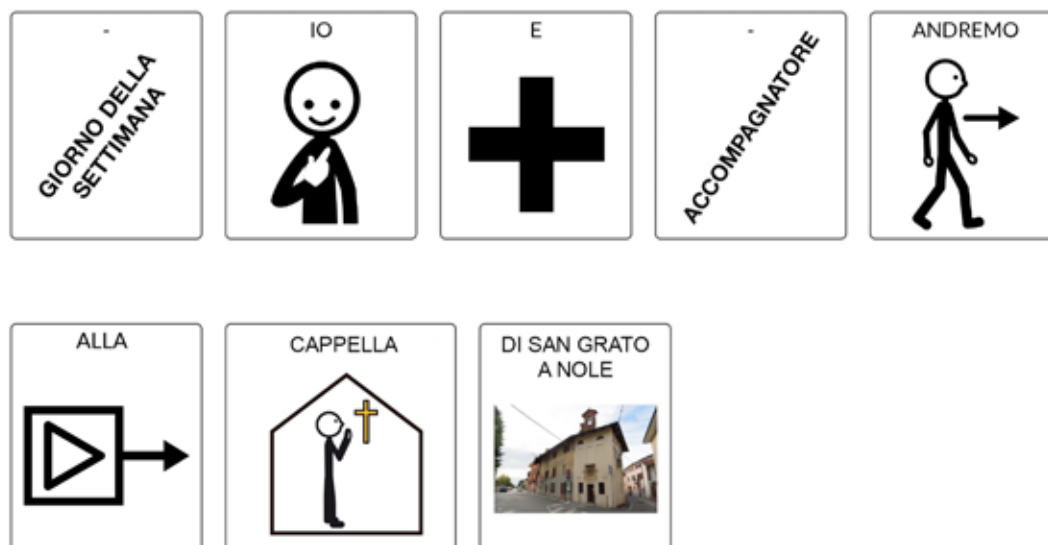 -
GIORNO DELLA
SETTIMANA
IO
E
-
ACCOMPAGNATORE
ANDREMO
ALLA
CAPPELLA
DI SAN GRATO
A NOLE